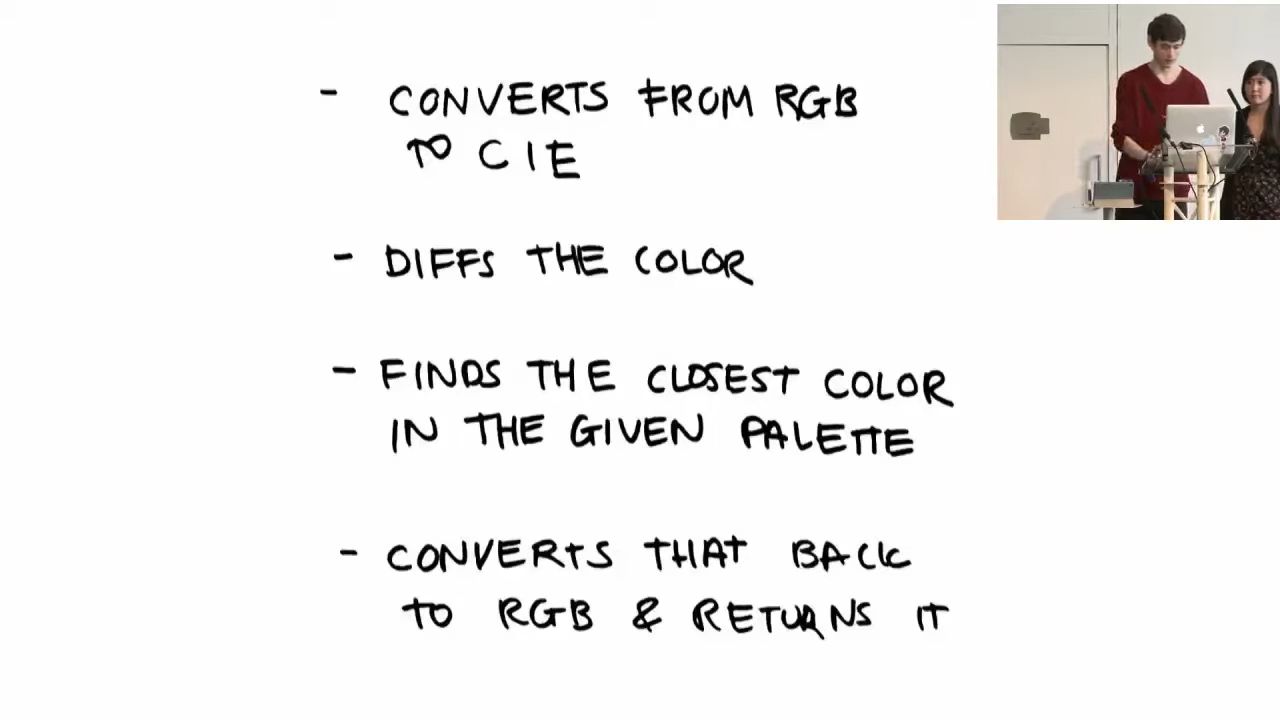 - CONVERTS FROM RGB
TO CIE
- DIFFS THE COLOR
- FINDS THE CLOSEST COLOR
IN THE GIVEN PALETTE
- CONVERTS THAT BACK
TO RGB & RETURNS IT